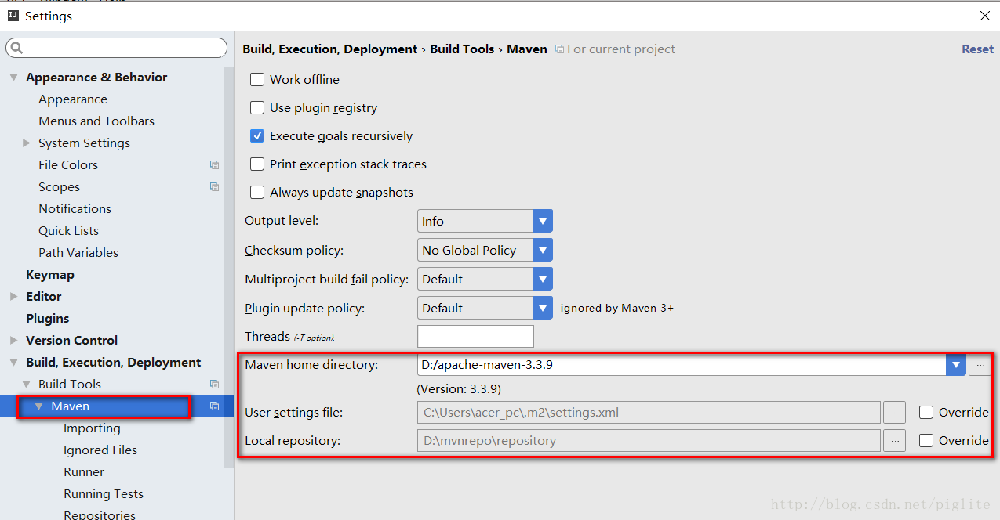 Settings
Build, Execution, Deployment › Build Tools › Maven For current project Reset
Appearance & Behavior
Appearance
Menus and Toolbars
System Settings
File Colors
Scopes
Notifications
Quick Lists
Path Variables
Keymap
Editor
Plugins
Version Control
Build, Execution, Deployment
Build Tools
Maven
Importing
Ignored Files
Runner
Running Tests
Repositories
Work offline
Use plugin registry
Execute goals recursively
Print exception stack traces
Always update snapshots
Output level: Info
Checksum policy: No Global Policy
Multiproject build fail policy: Default
Plugin update policy: Default ignored by Maven 3+
Threads (-T option).
Maven home directory: D:/apache-maven-3.3.9 ...
(Version: 3.3.9)
User settings file: C:\Users\acer_pc\.m2\settings.xml ... Override
Local repository: D:\mvnrepo\repository ... Override
http://blog.csdn.net/piglite